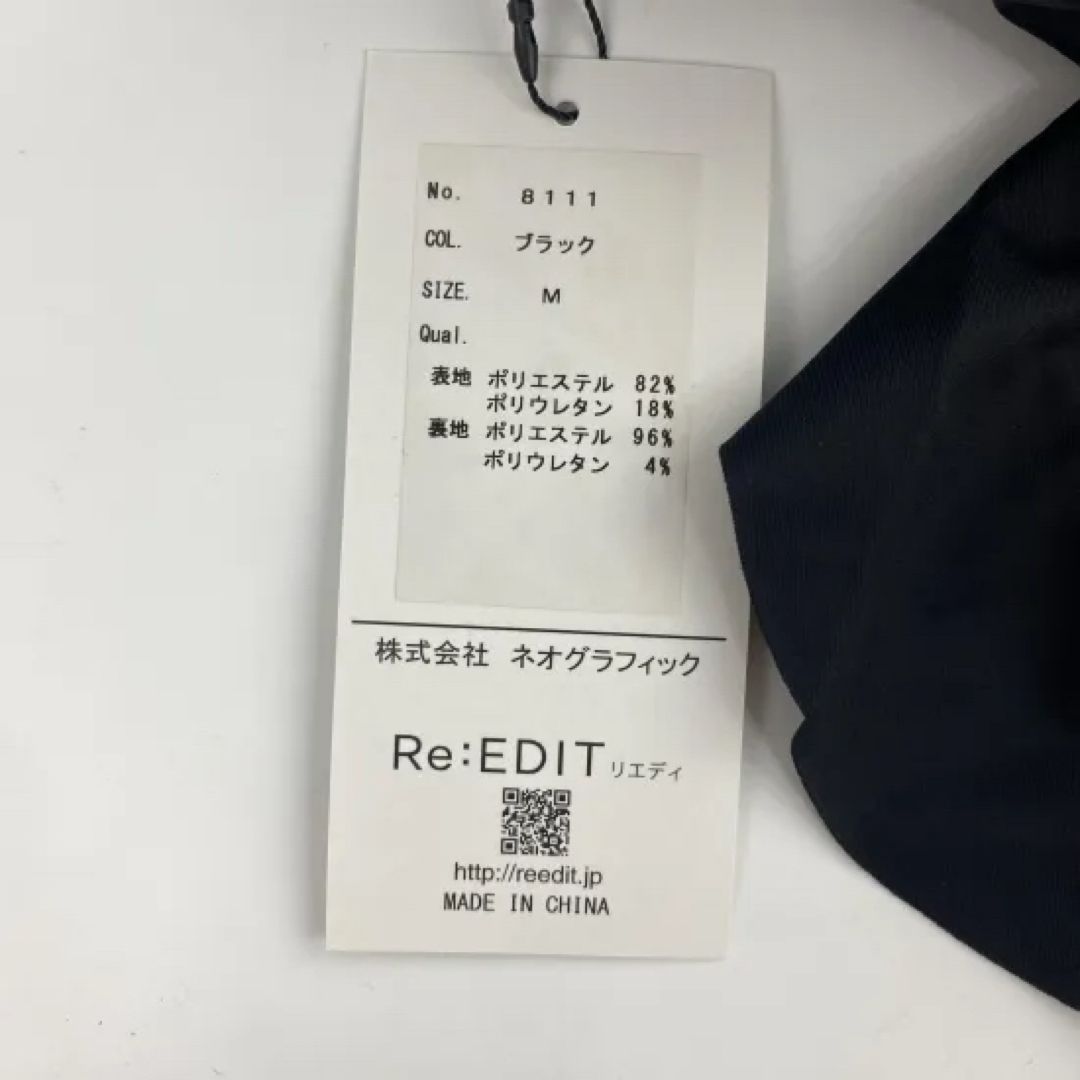 No. 8111
COL. ブラック
SIZE. M
Qual.
表地 ポリエステル 82%
ポリウレタン 18%
裏地 ポリエステル 96%
ポリウレタン 4%
株式会社 ネオグラフィック
Re:EDIT リエディ
http://reedit.jp
MADE IN CHINA